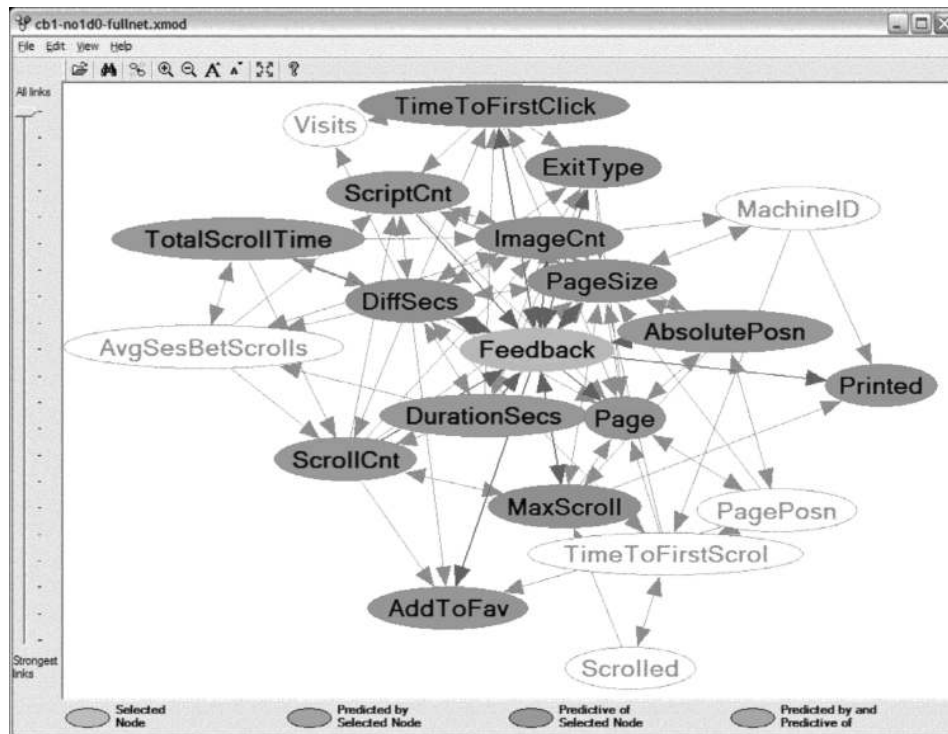 cb1-no1d0-fullnet.xmod
File Edit View Help
A A ?
All links
TimeToFirstClick
Visits
ExitType
ScriptCnt
MachineID
TotalScrollTime
ImageCnt
PageSize
DiffSecs
AbsolutePosn
AvgSesBetScrolls
Feedback
Printed
DurationSecs
Page
ScrollCnt
MaxScroll
PagePosn
TimeToFirstScrol
AddToFav
Scrolled
Strongest
links
Selected
Node
Predicted by
Selected Node
Predictive of
Selected Node
Predicted by and
Predictive of